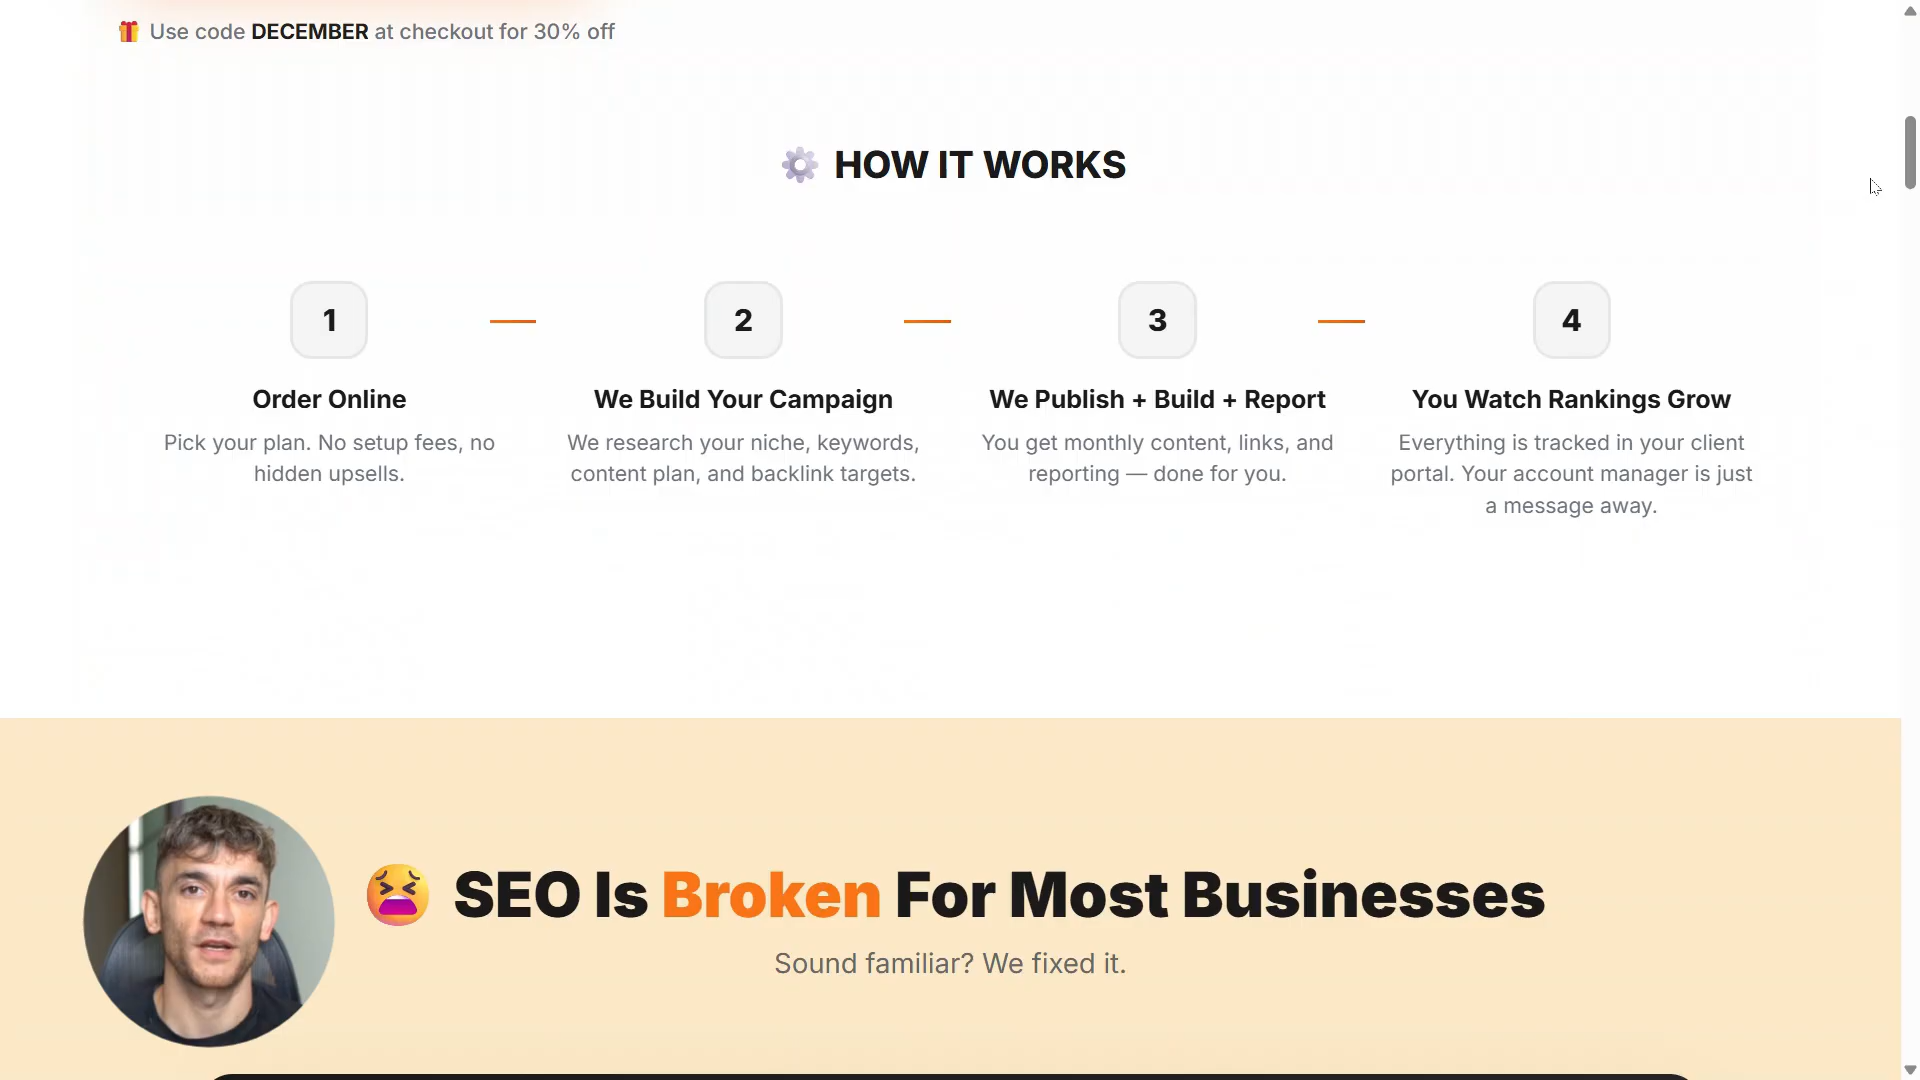 Use code DECEMBER at checkout for 30% off
HOW IT WORKS
1
2
3
4
Order Online
Pick your plan. No setup fees, no
hidden upsells.
We Build Your Campaign
We research your niche, keywords,
content plan, and backlink targets.
We Publish + Build + Report
You get monthly content, links, and
reporting — done for you.
You Watch Rankings Grow
Everything is tracked in your client
portal. Your account manager is just
a message away.
SEO Is Broken For Most Businesses
Sound familiar? We fixed it.